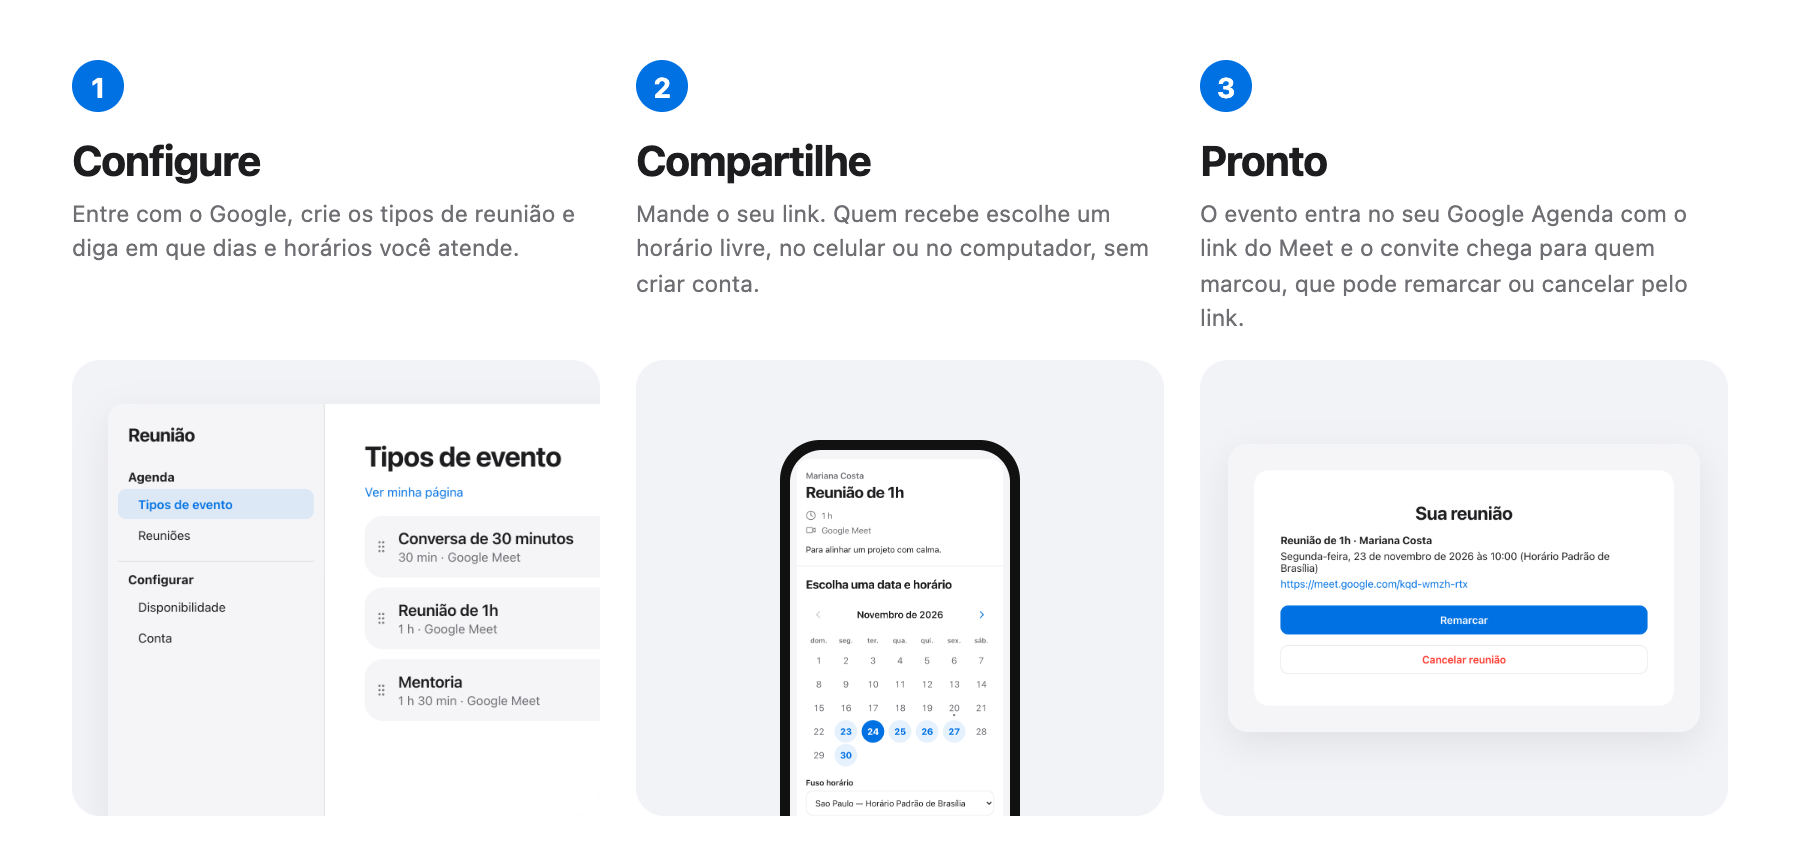 1
Configure
Entre com o Google, crie os tipos de reunião e
diga em que dias e horários você atende.
Reunião
Agenda
Tipos de evento
Reuniões
Configurar
Disponibilidade
Conta
Tipos de evento
Ver minha página
Conversa de 30 minutos
30 min · Google Meet
Reunião de 1h
1 h · Google Meet
Mentoria
1 h 30 min · Google Meet
2
Compartilhe
Mande o seu link. Quem recebe escolhe um
horário livre, no celular ou no computador, sem
criar conta.
Mariana Costa
Reunião de 1h
1 h
Google Meet
Para alinhar um projeto com calma.
Escolha uma data e horário
Novembro de 2026
dom. seg. ter. qua. qui. sex. sáb.
1 2 3 4 5 6 7
8 9 10 11 12 13 14
15 16 17 18 19 20 21
22 23 24 25 26 27 28
29 30
Fuso horário
Sao Paulo — Horário Padrão de Brasília
3
Pronto
O evento entra no seu Google Agenda com o
link do Meet e o convite chega para quem
marcou, que pode remarcar ou cancelar pelo
link.
Sua reunião
Reunião de 1h · Mariana Costa
Segunda-feira, 23 de novembro de 2026 às 10:00 (Horário Padrão de
Brasília)
https://meet.google.com/kqd-wmzh-rtx
Remarcar
Cancelar reunião